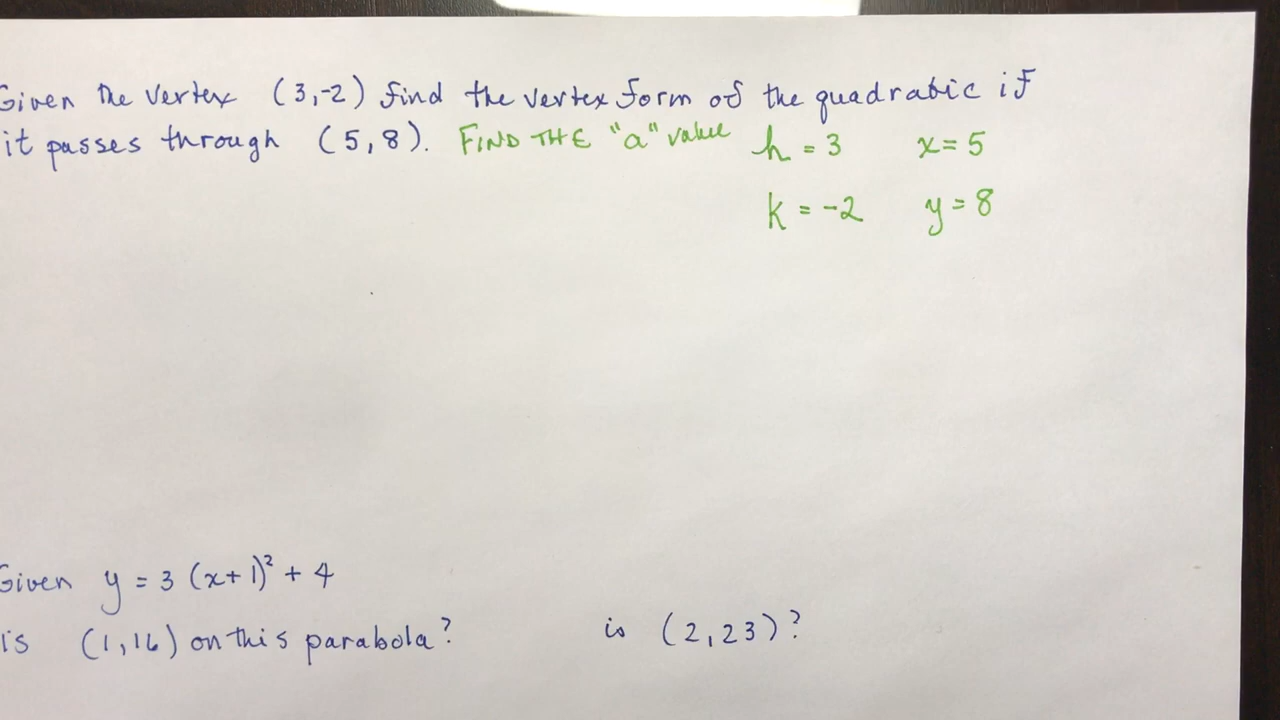 Given the vertex (3,-2) find the vertex form of the quadratic if
it passes through (5,8). FIND THE "a" value h = 3 x = 5
k = -2 y = 8
Given y = 3 (x+1)² + 4
is (1,16) on this parabola? is (2,23)?